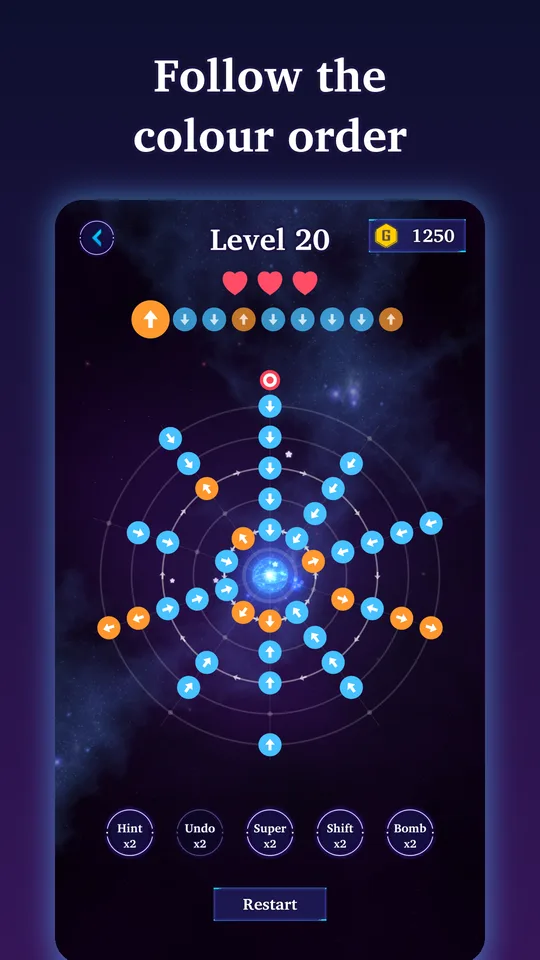 Follow the
colour order
Level 20
G 1250
Hint
x2
Undo
x2
Super
x2
Shift
x2
Bomb
x2
Restart